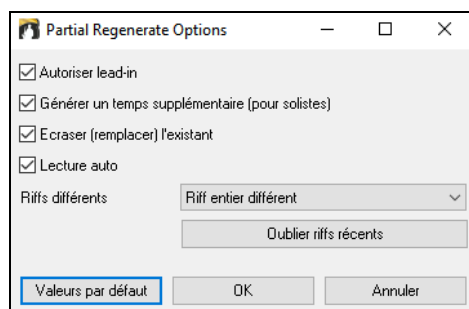 Partial Regenerate Options
Autoriser lead-in
Générer un temps supplémentaire (pour solistes)
Ecraser (remplacer) l'existant
Lecture auto
Riffs différents Riff entier différent
Oublier riffs récents
Valeurs par défaut OK Annuler